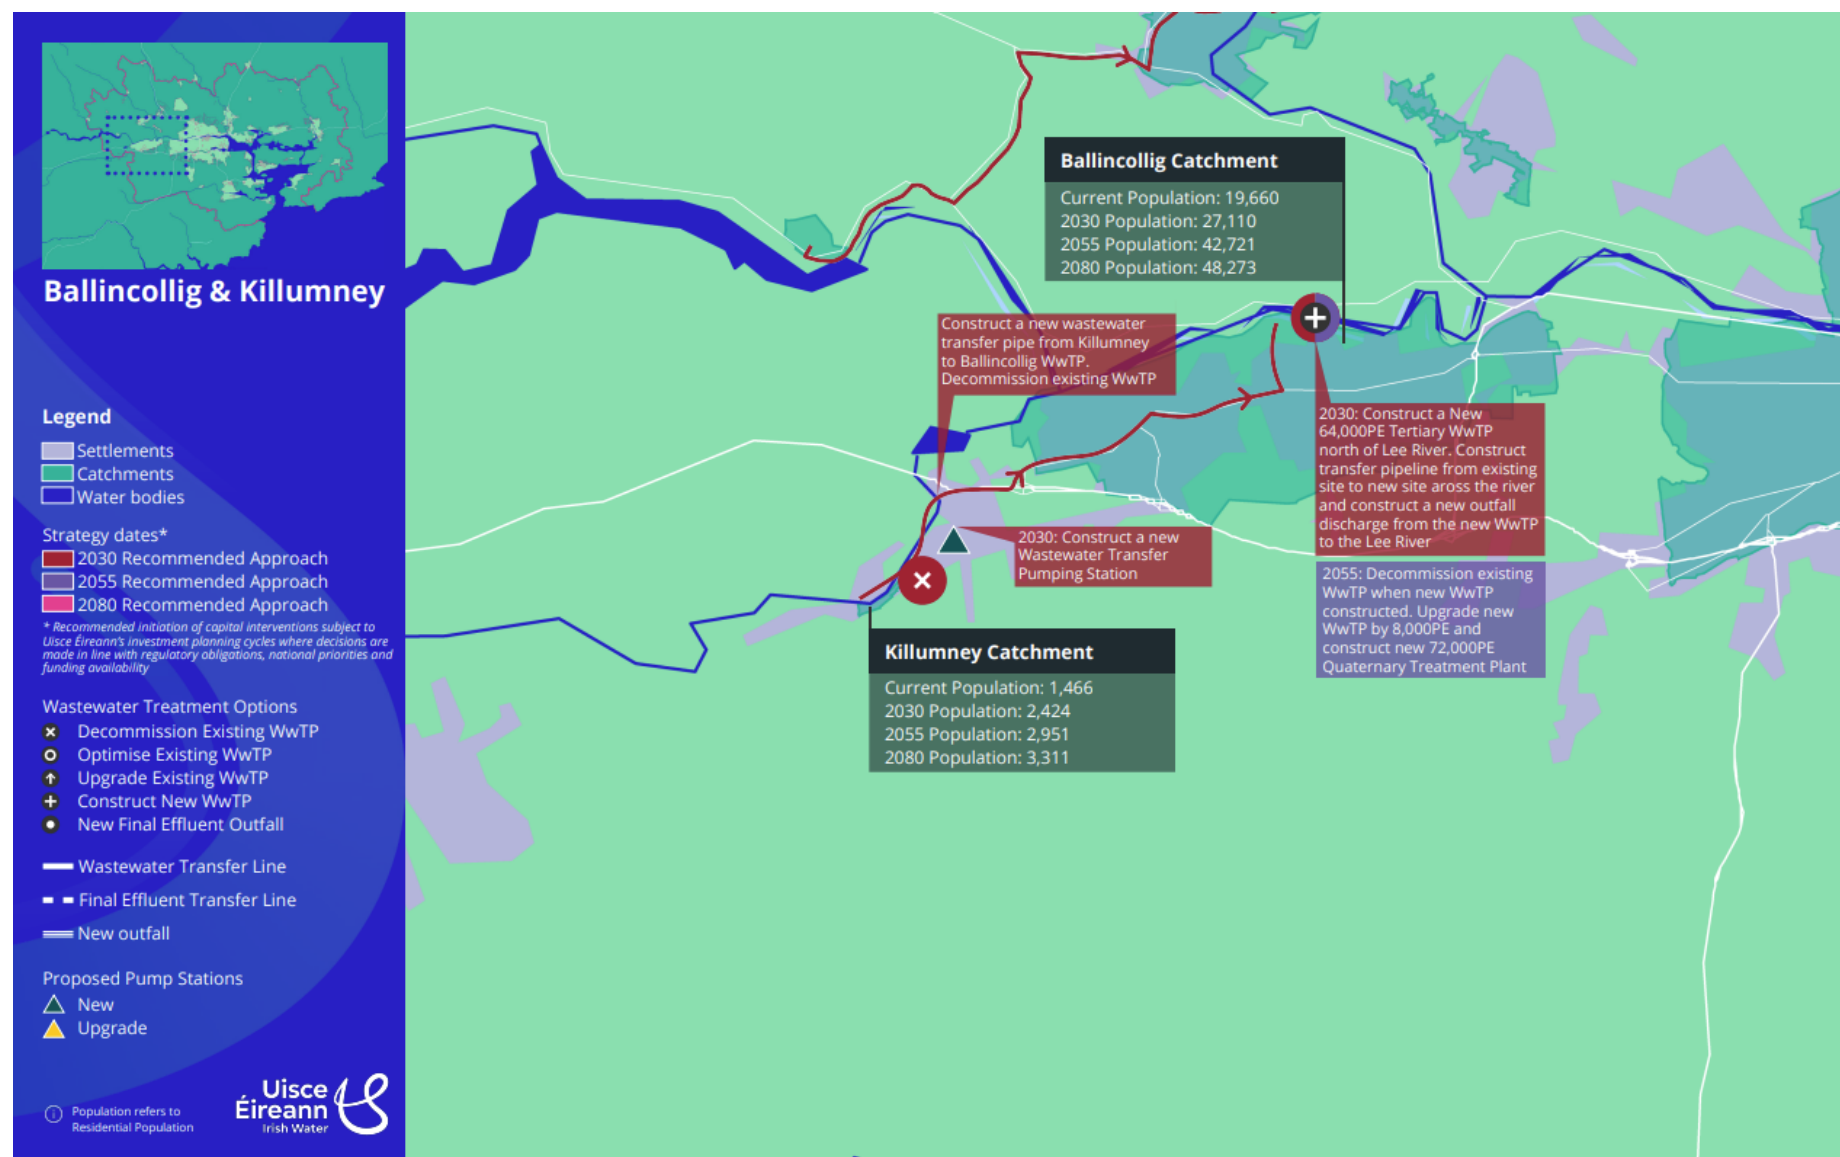 Ballincollig & Killumney
Legend
Settlements
Catchments
Water bodies
Strategy dates*
2030 Recommended Approach
2055 Recommended Approach
2080 Recommended Approach
* Recommended initiation of capital interventions subject to
Uisce Éireann's investment planning cycles where decisions are
made in line with regulatory obligations, national priorities and
funding availability
Wastewater Treatment Options
Decommission Existing WwTP
Optimise Existing WwTP
Upgrade Existing WwTP
Construct New WwTP
New Final Effluent Outfall
Wastewater Transfer Line
Final Effluent Transfer Line
New outfall
Proposed Pump Stations
New
Upgrade
Population refers to
Residential Population
Uisce
Éireann
Irish Water
Ballincollig Catchment
Current Population: 19,660
2030 Population: 27,110
2055 Population: 42,721
2080 Population: 48,273
Construct a new wastewater
transfer pipe from Killumney
to Ballincollig WwTP.
Decommission existing WwTP
2030: Construct a New
64,000PE Tertiary WwTP
north of Lee River. Construct
transfer pipeline from existing
site to new site aross the river
and construct a new outfall
discharge from the new WwTP
to the Lee River
2030: Construct a new
Wastewater Transfer
Pumping Station
2055: Decommission existing
WwTP when new WwTP
constructed. Upgrade new
WwTP by 8,000PE and
construct new 72,000PE
Quaternary Treatment Plant
Killumney Catchment
Current Population: 1,466
2030 Population: 2,424
2055 Population: 2,951
2080 Population: 3,311